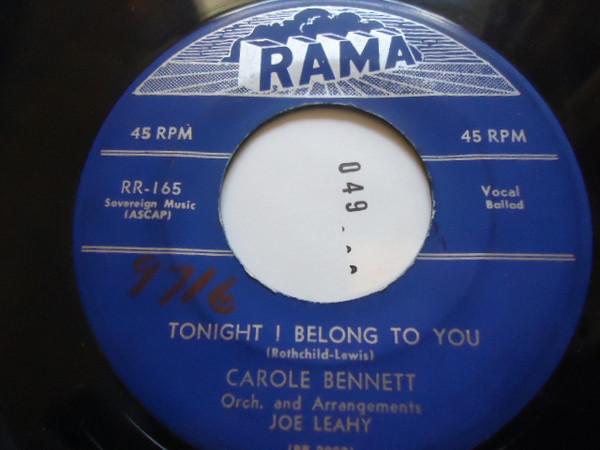 RAMA
45 RPM
45 RPM
RR-165
Sovereign Music
(ASCAP)
Vocal
Ballad
049
9716
TONIGHT I BELONG TO YOU
(Rothchild-Lewis)
CAROLE BENNETT
Orch. and Arrangements
JOE LEAHY